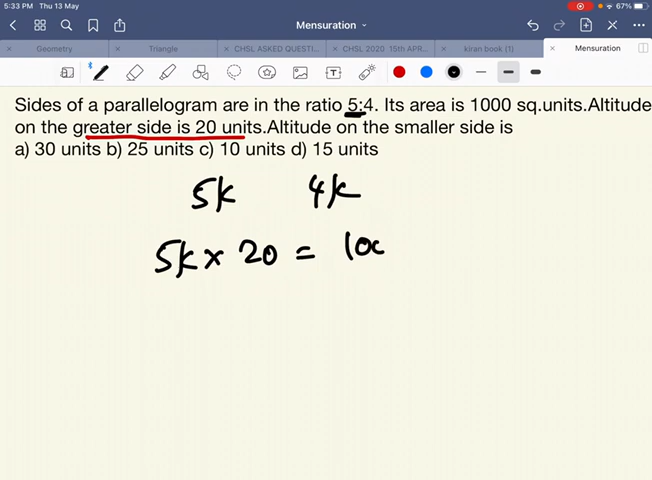 5:33 PM Thu 13 May 67%
Mensuration
Geometry Triangle CHSL ASKED QUESTI... CHSL 2020 15th APR... kiran book (1) Mensuration
Sides of a parallelogram are in the ratio 5:4. Its area is 1000 sq.units.Altitude
on the greater side is 20 units.Altitude on the smaller side is
a) 30 units b) 25 units c) 10 units d) 15 units
5k 4k
5k × 20 = 100